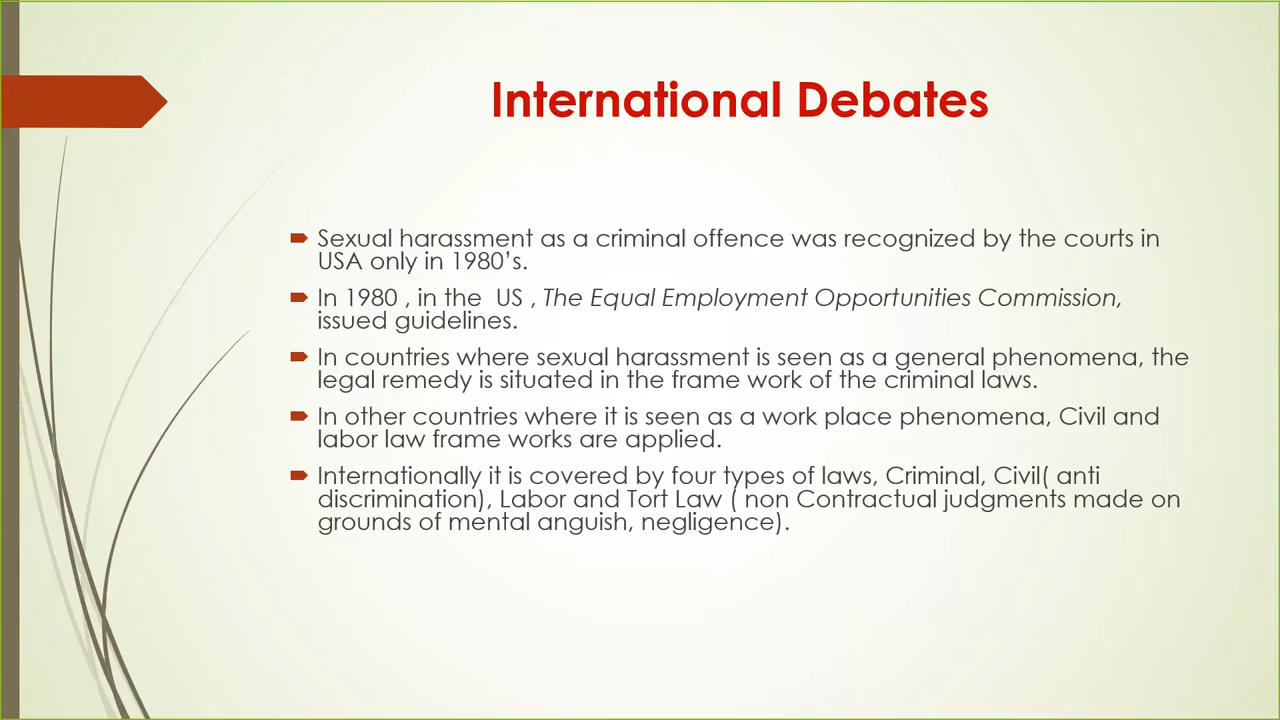 International Debates
Sexual harassment as a criminal offence was recognized by the courts in
USA only in 1980’s.
In 1980 , in the  US , The Equal Employment Opportunities Commission,
issued guidelines.
In countries where sexual harassment is seen as a general phenomena, the
legal remedy is situated in the frame work of the criminal laws.
In other countries where it is seen as a work place phenomena, Civil and
labor law frame works are applied.
Internationally it is covered by four types of laws, Criminal, Civil( anti
discrimination), Labor and Tort Law ( non Contractual judgments made on
grounds of mental anguish, negligence).